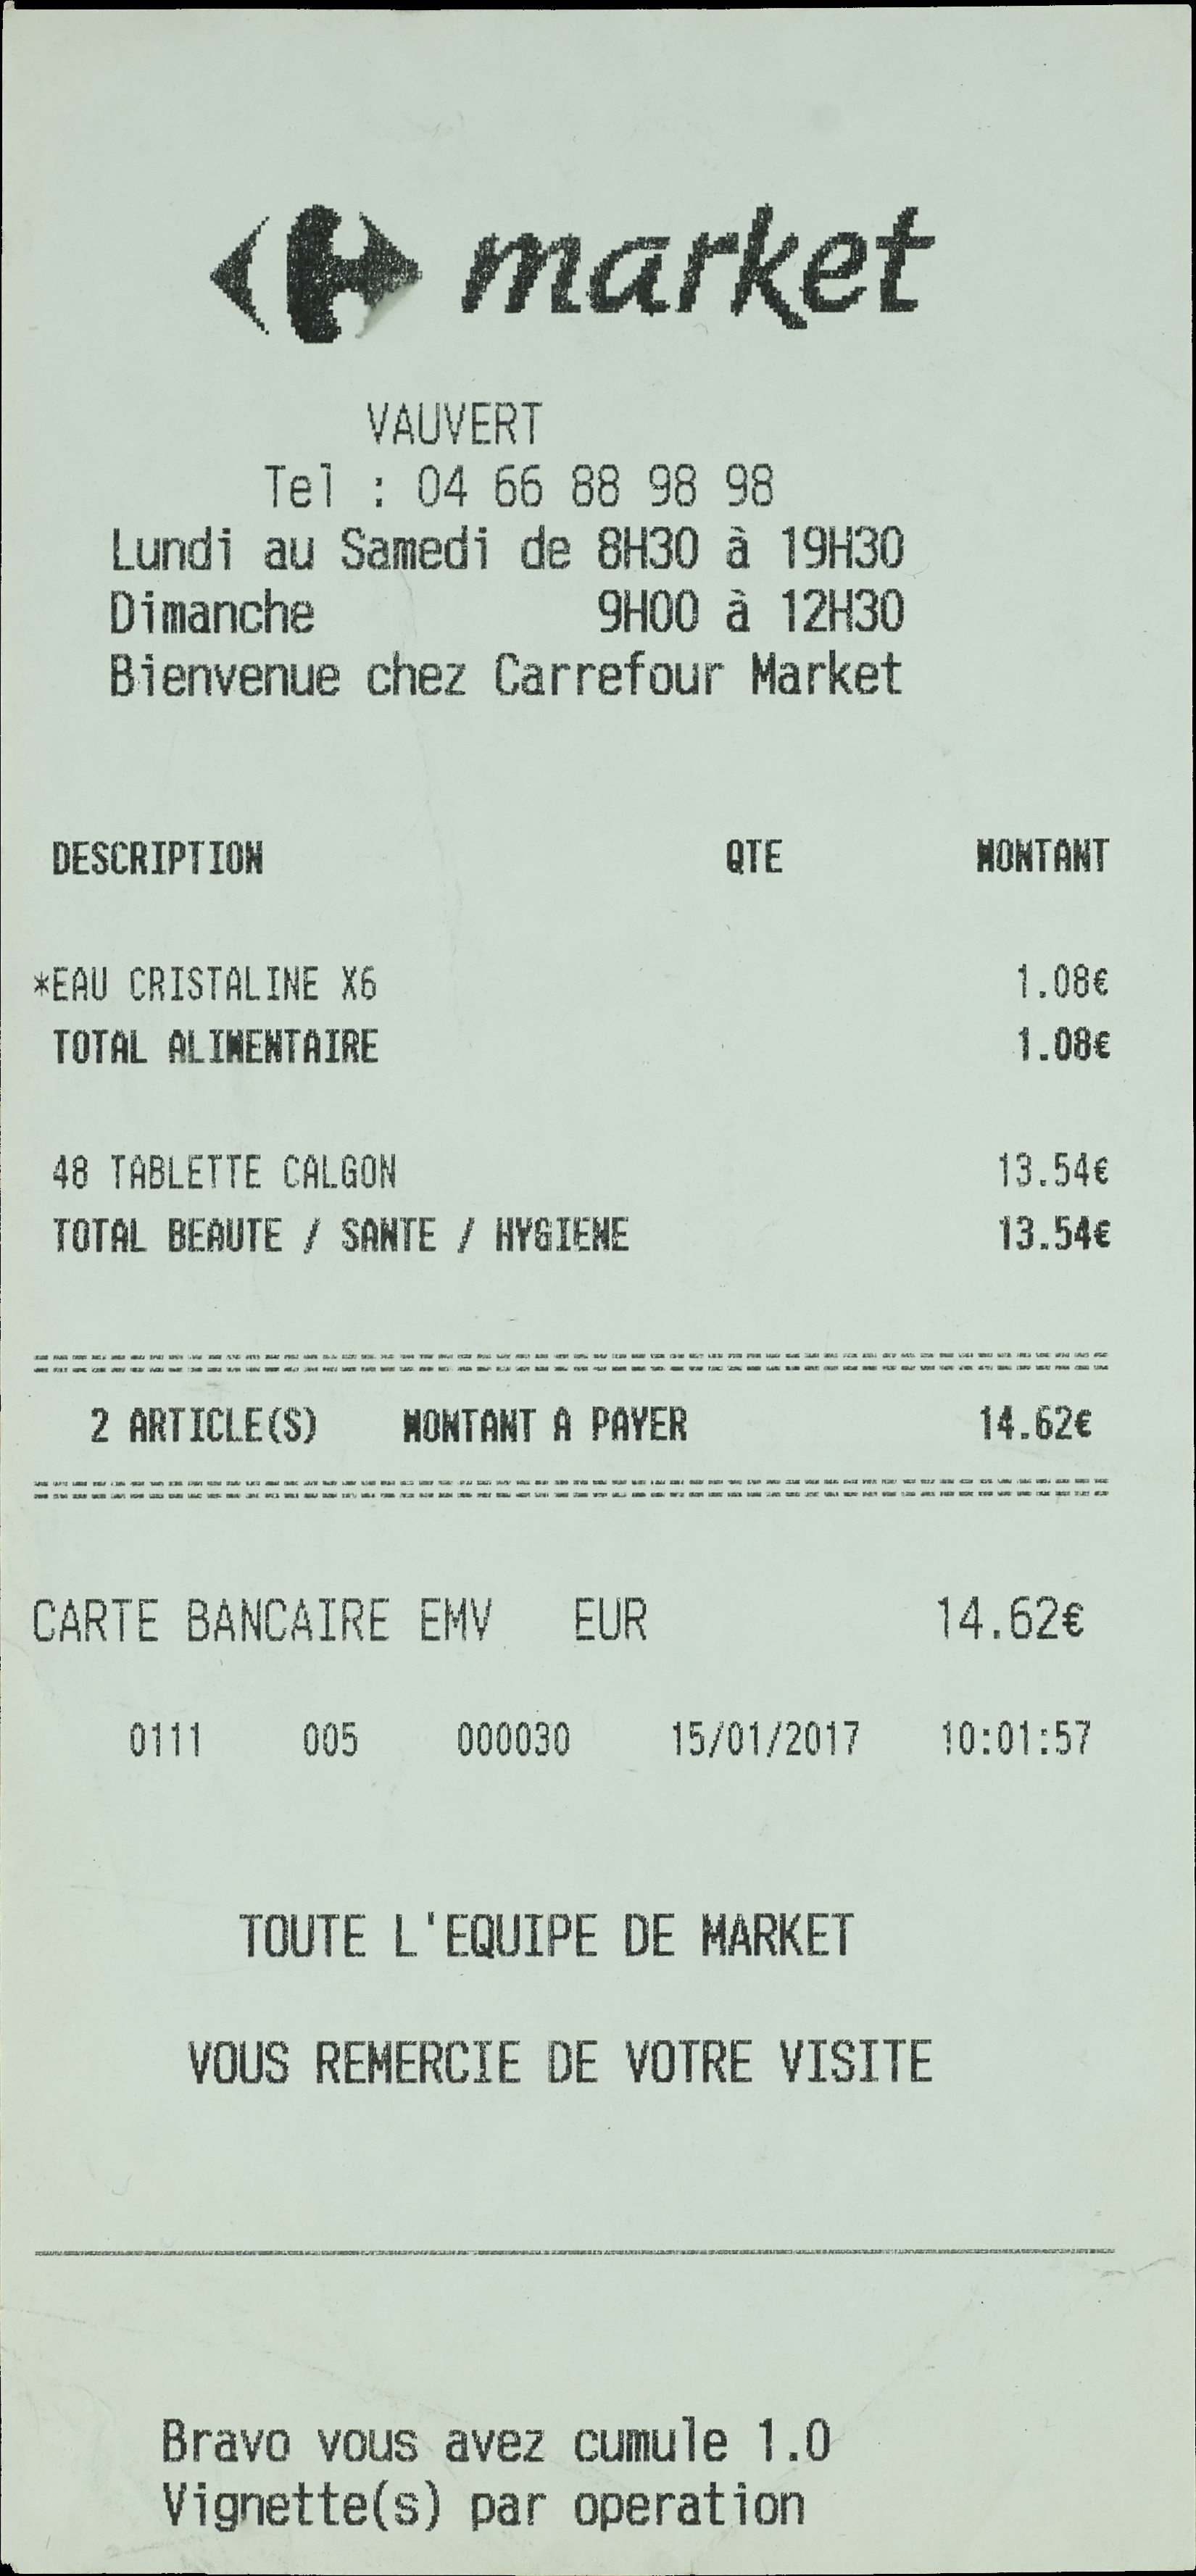 market
VAUVERT
Tel : 04 66 88 98 98
Lundi au Samedi de 8H30 à 19H30
Dimanche 9H00 à 12H30
Bienvenue chez Carrefour Market
DESCRIPTION QTE MONTANT
*EAU CRISTALINE X6 1.08€
TOTAL ALIMENTAIRE 1.08€
48 TABLETTE CALGON 13.54€
TOTAL BEAUTE / SANTE / HYGIENE 13.54€
2 ARTICLE(S) MONTANT A PAYER 14.62€
CARTE BANCAIRE EMV EUR 14.62€
0111 005 000030 15/01/2017 10:01:57
TOUTE L'EQUIPE DE MARKET
VOUS REMERCIE DE VOTRE VISITE
Bravo vous avez cumule 1.0
Vignette(s) par operation